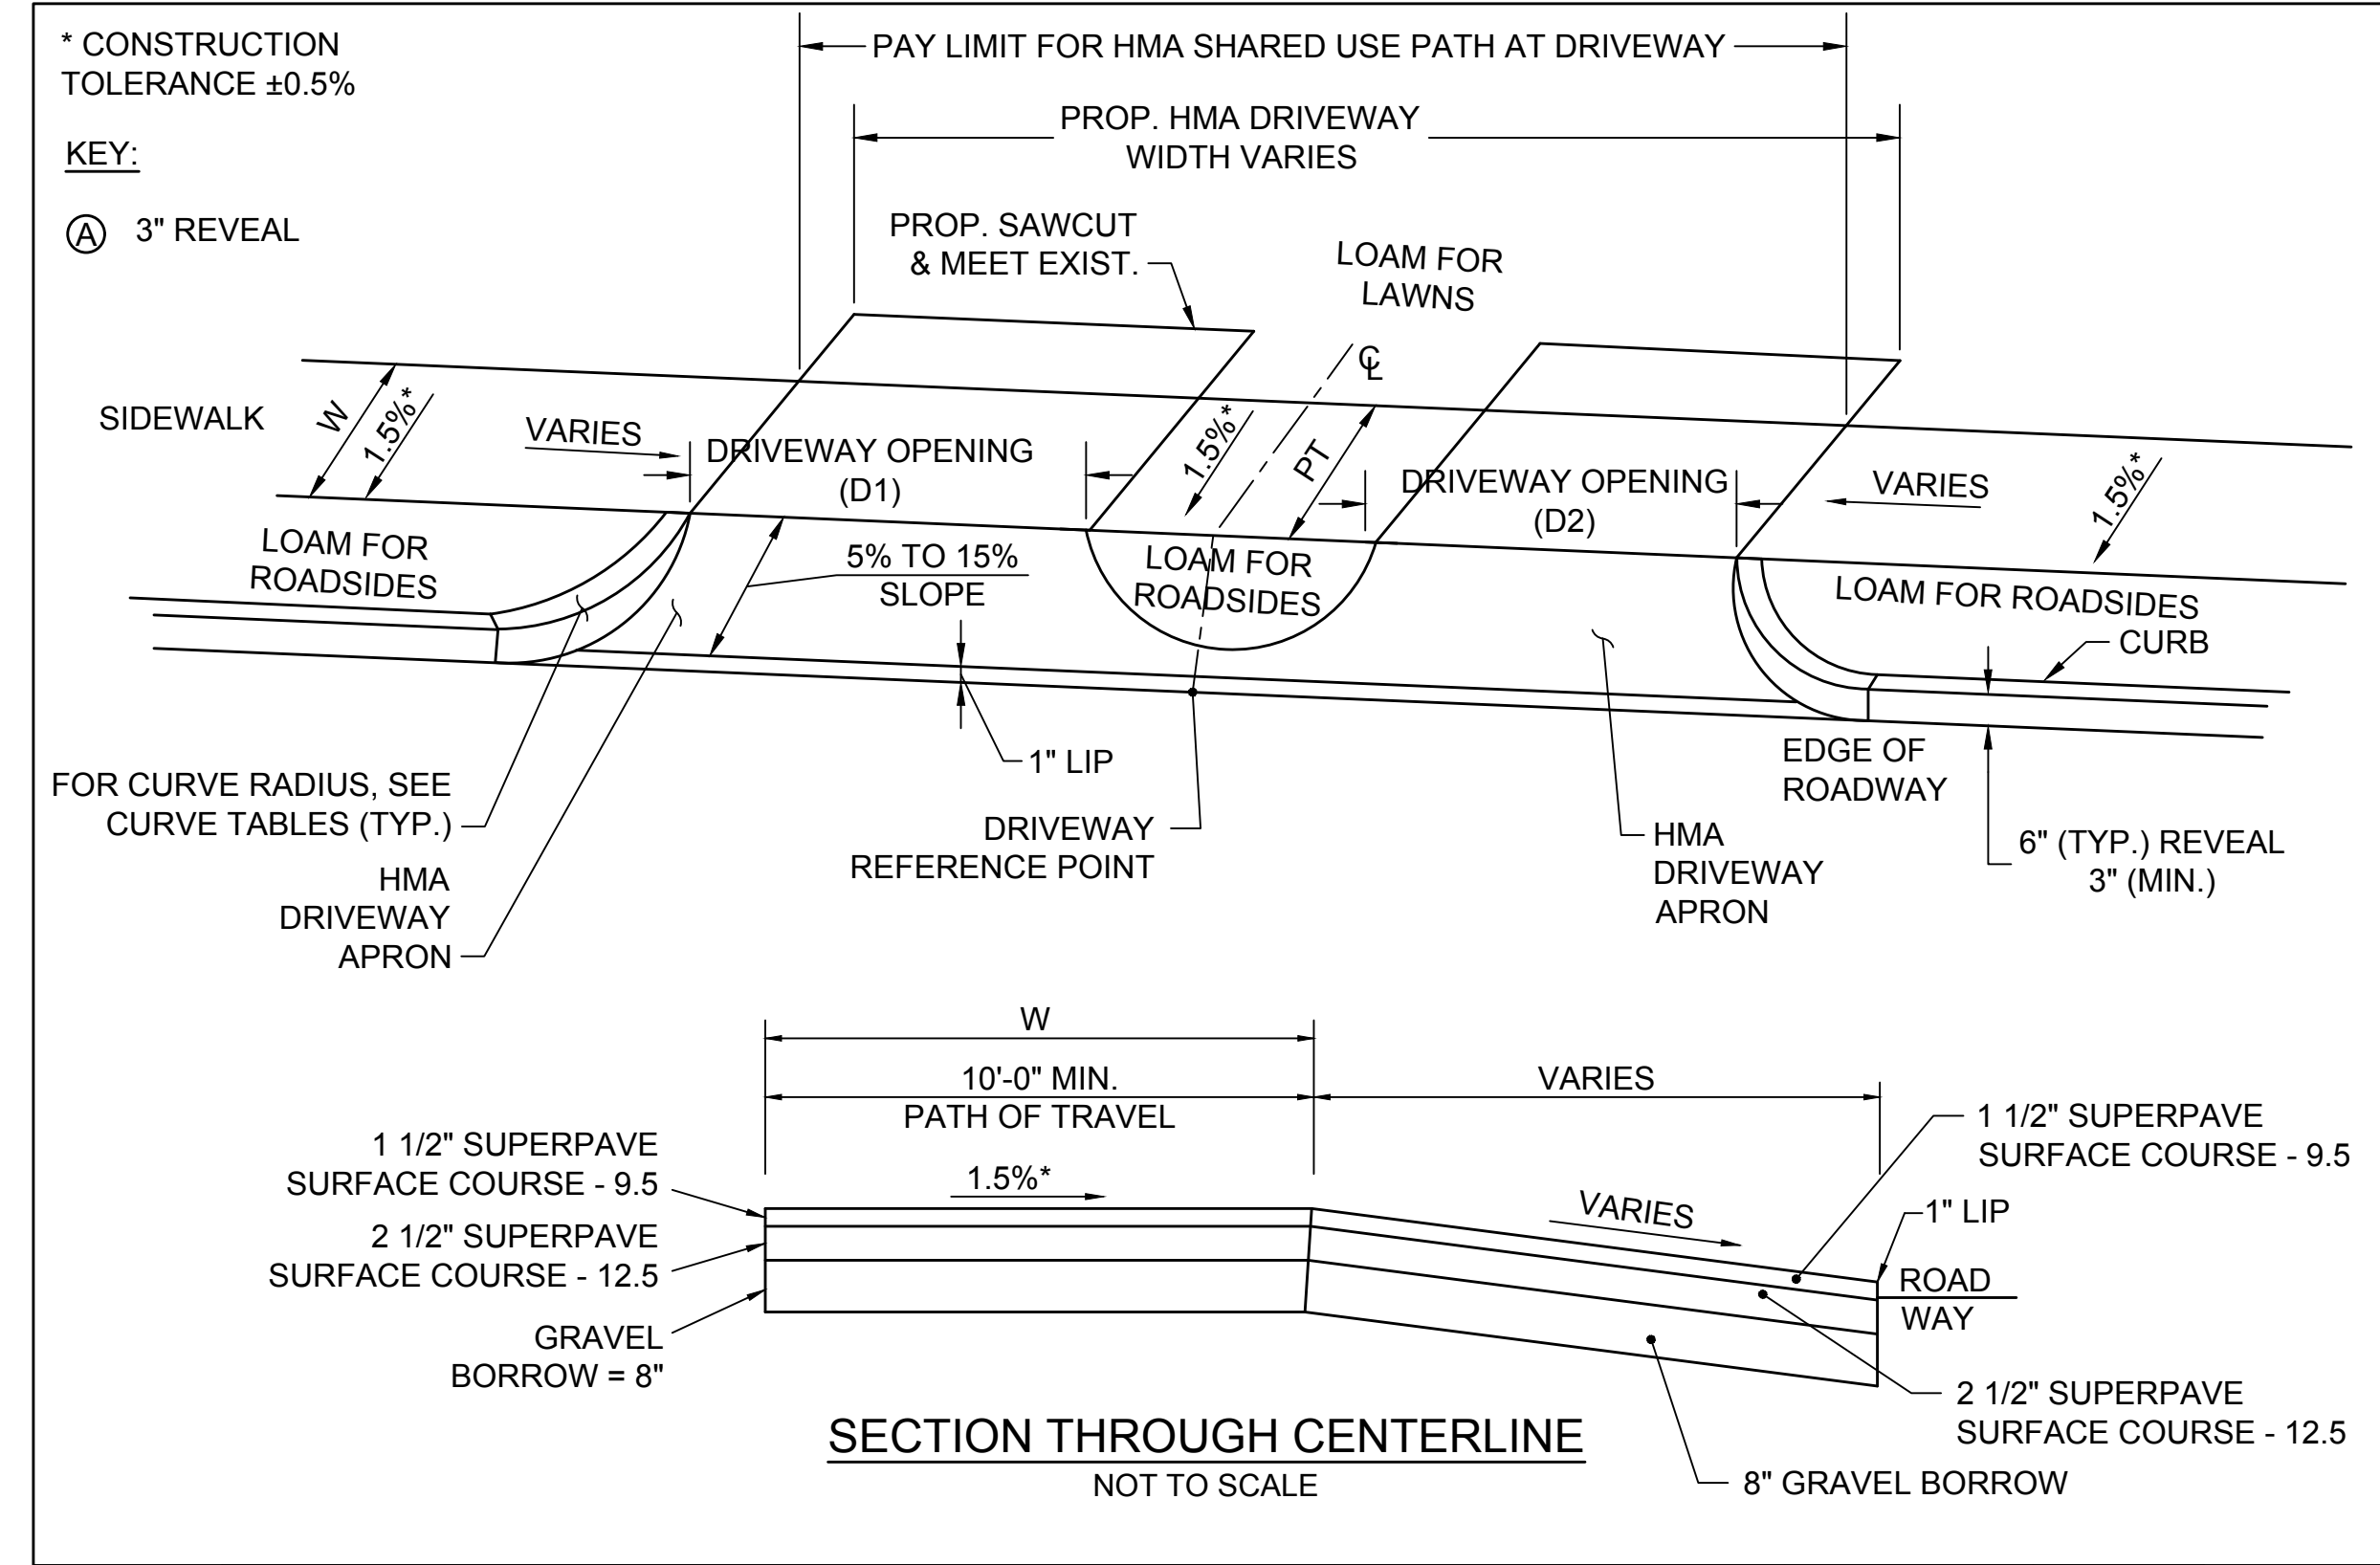 * CONSTRUCTION
TOLERANCE ±0.5%
KEY:
A 3" REVEAL
PAY LIMIT FOR HMA SHARED USE PATH AT DRIVEWAY
PROP. HMA DRIVEWAY
WIDTH VARIES
PROP. SAWCUT
& MEET EXIST.
LOAM FOR
LAWNS
℄
SIDEWALK
W
1.5%*
VARIES
DRIVEWAY OPENING
(D1)
1.5%*
PT
DRIVEWAY OPENING
(D2)
VARIES
1.5%*
LOAM FOR
ROADSIDES
5% TO 15%
SLOPE
LOAM FOR
ROADSIDES
LOAM FOR ROADSIDES
CURB
1" LIP
EDGE OF
ROADWAY
FOR CURVE RADIUS, SEE
CURVE TABLES (TYP.)
DRIVEWAY
REFERENCE POINT
HMA
DRIVEWAY
APRON
6" (TYP.) REVEAL
3" (MIN.)
HMA
DRIVEWAY
APRON
W
10'-0" MIN.
PATH OF TRAVEL
VARIES
1 1/2" SUPERPAVE
SURFACE COURSE - 9.5
1 1/2" SUPERPAVE
SURFACE COURSE - 9.5
1.5%*
VARIES
1" LIP
2 1/2" SUPERPAVE
SURFACE COURSE - 12.5
ROAD
WAY
GRAVEL
BORROW = 8"
2 1/2" SUPERPAVE
SURFACE COURSE - 12.5
8" GRAVEL BORROW
SECTION THROUGH CENTERLINE
NOT TO SCALE